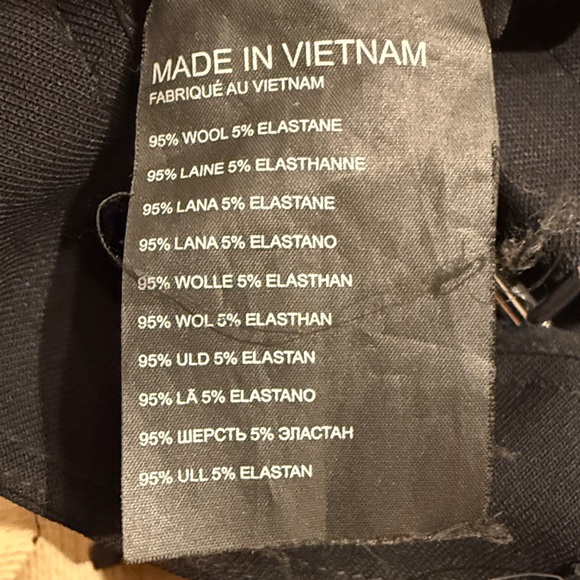 MADE IN VIETNAM
FABRIQUÉ AU VIETNAM
95% WOOL 5% ELASTANE
95% LAINE 5% ELASTHANNE
95% LANA 5% ELASTANE
95% LANA 5% ELASTANO
95% WOLLE 5% ELASTHAN
95% WOL 5% ELASTHAN
95% ULD 5% ELASTAN
95% LÃ 5% ELASTANO
95% ШЕРСТЬ 5% ЭЛАСТАН
95% ULL 5% ELASTAN